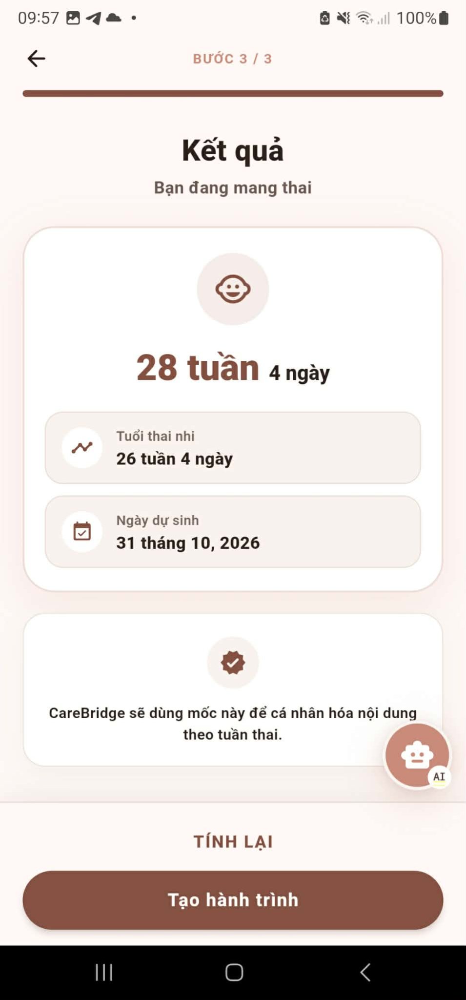 09:57
100%
BƯỚC 3 / 3
Kết quả
Bạn đang mang thai
28 tuần 4 ngày
Tuổi thai nhi
26 tuần 4 ngày
Ngày dự sinh
31 tháng 10, 2026
CareBridge sẽ dùng mốc này để cá nhân hóa nội dung
theo tuần thai.
AI
TÍNH LẠI
Tạo hành trình